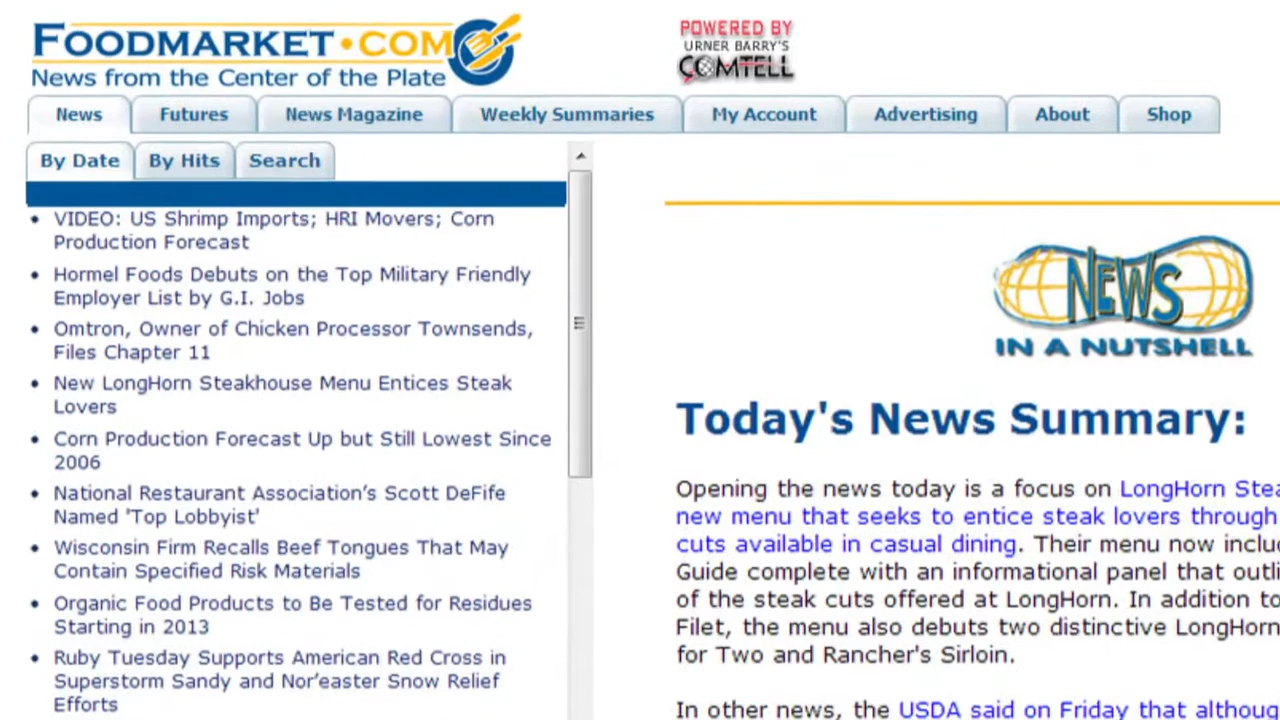 FOODMARKET•COM
News from the Center of the Plate
POWERED BY
URNER BARRY'S
COMTELL
News Futures News Magazine Weekly Summaries My Account Advertising About Shop
By Date By Hits Search
• VIDEO: US Shrimp Imports; HRI Movers; Corn
Production Forecast
• Hormel Foods Debuts on the Top Military Friendly
Employer List by G.I. Jobs
• Omtron, Owner of Chicken Processor Townsends,
Files Chapter 11
• New LongHorn Steakhouse Menu Entices Steak
Lovers
• Corn Production Forecast Up but Still Lowest Since
2006
• National Restaurant Association’s Scott DeFife
Named 'Top Lobbyist'
• Wisconsin Firm Recalls Beef Tongues That May
Contain Specified Risk Materials
• Organic Food Products to Be Tested for Residues
Starting in 2013
• Ruby Tuesday Supports American Red Cross in
Superstorm Sandy and Nor’easter Snow Relief
Efforts
NEWS
IN A NUTSHELL
Today's News Summary:
Opening the news today is a focus on LongHorn Stea
new menu that seeks to entice steak lovers through
cuts available in casual dining. Their menu now inclu
Guide complete with an informational panel that outli
of the steak cuts offered at LongHorn. In addition to
Filet, the menu also debuts two distinctive LongHorn
for Two and Rancher's Sirloin.
In other news, the USDA said on Friday that althoug